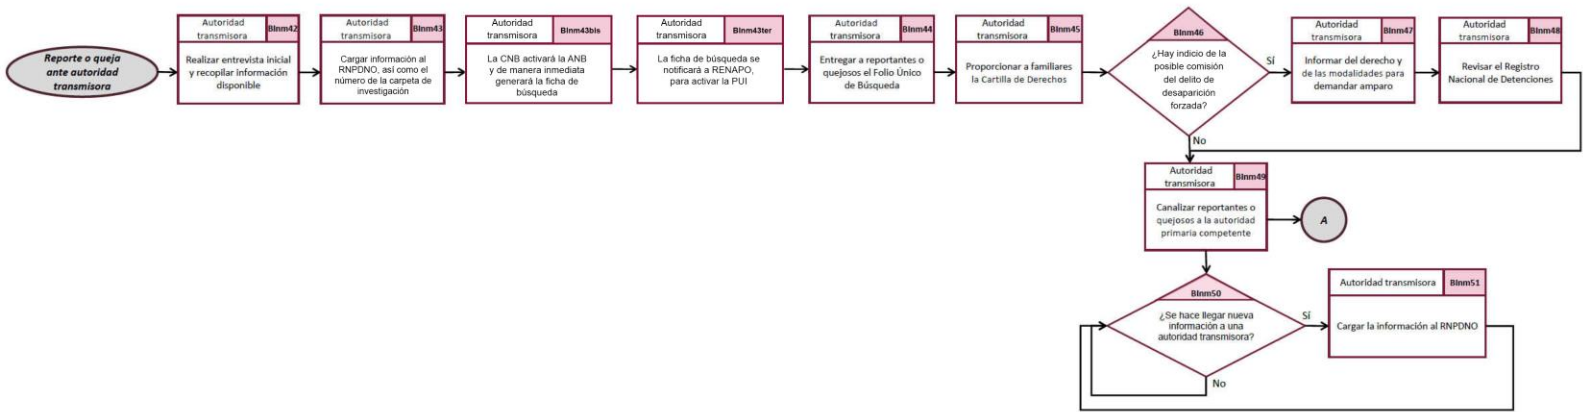 Reporte o queja
ante autoridad
transmisora
Autoridad
transmisora
BInm42
Realizar entrevista inicial
y recopilar información
disponible
Autoridad
transmisora
BInm43
Cargar información al
RNPDNO, así como el
número de la carpeta de
investigación
Autoridad
transmisora
BInm43bis
La CNB activará la ANB
y de manera inmediata
generará la ficha de
búsqueda
Autoridad
transmisora
BInm43ter
La ficha de búsqueda se
notificará a RENAPO,
para activar la PUI
Autoridad
transmisora
BInm44
Entregar a reportantes o
quejosos el Folio Único
de Búsqueda
Autoridad
transmisora
BInm45
Proporcionar a familiares
la Cartilla de Derechos
BInm46
¿Hay indicio de la
posible comisión
del delito de
desaparición
forzada?
Sí
No
Autoridad
transmisora
BInm47
Informar del derecho y
de las modalidades para
demandar amparo
Autoridad
transmisora
BInm48
Revisar el Registro
Nacional de Detenciones
Autoridad
transmisora
BInm49
Canalizar reportantes o
quejosos a la autoridad
primaria competente
A
BInm50
¿Se hace llegar nueva
información a una
autoridad transmisora?
Sí
No
Autoridad transmisora
BInm51
Cargar la información al RNPDNO